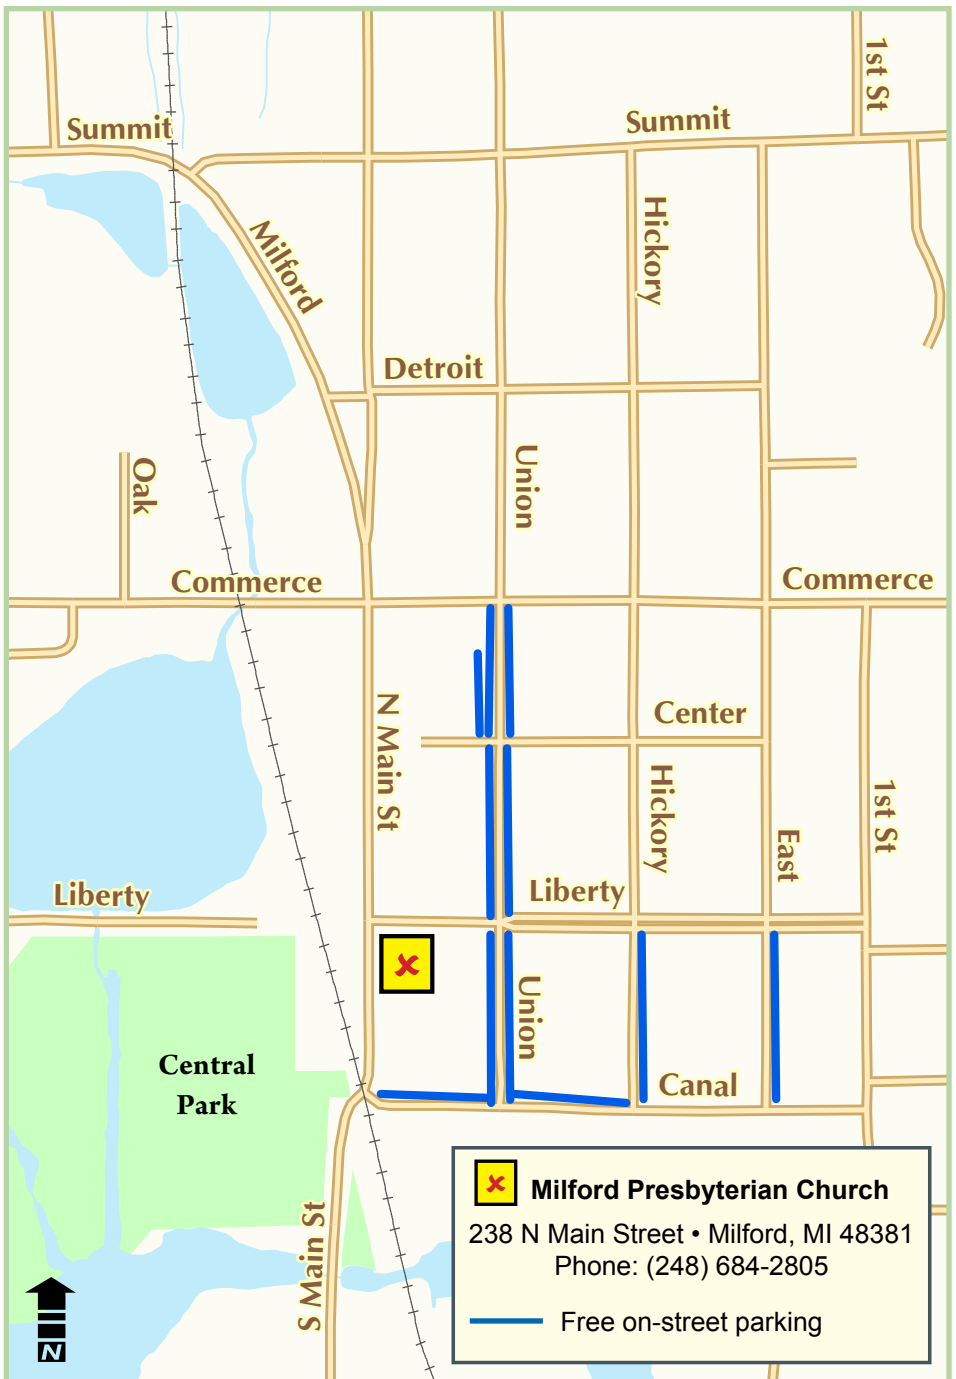 1st St
Summit
Summit
Hickory
Milford
Detroit
Union
Oak
Commerce
Commerce
N Main St
Center
Hickory
1st St
East
Liberty
Liberty
Union
Central
Park
Canal
S Main St
Milford Presbyterian Church
238 N Main Street • Milford, MI 48381
Phone: (248) 684-2805
Free on-street parking
N